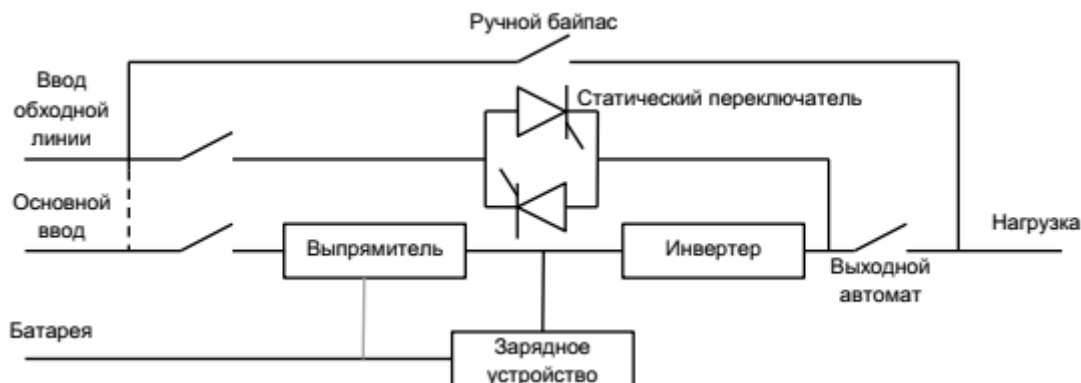 Ручной байпас
Ввод
обходной
линии
Статический переключатель
Основной
ввод
Выпрямитель
Инвертер
Нагрузка
Выходной
автомат
Батарея
Зарядное
устройство